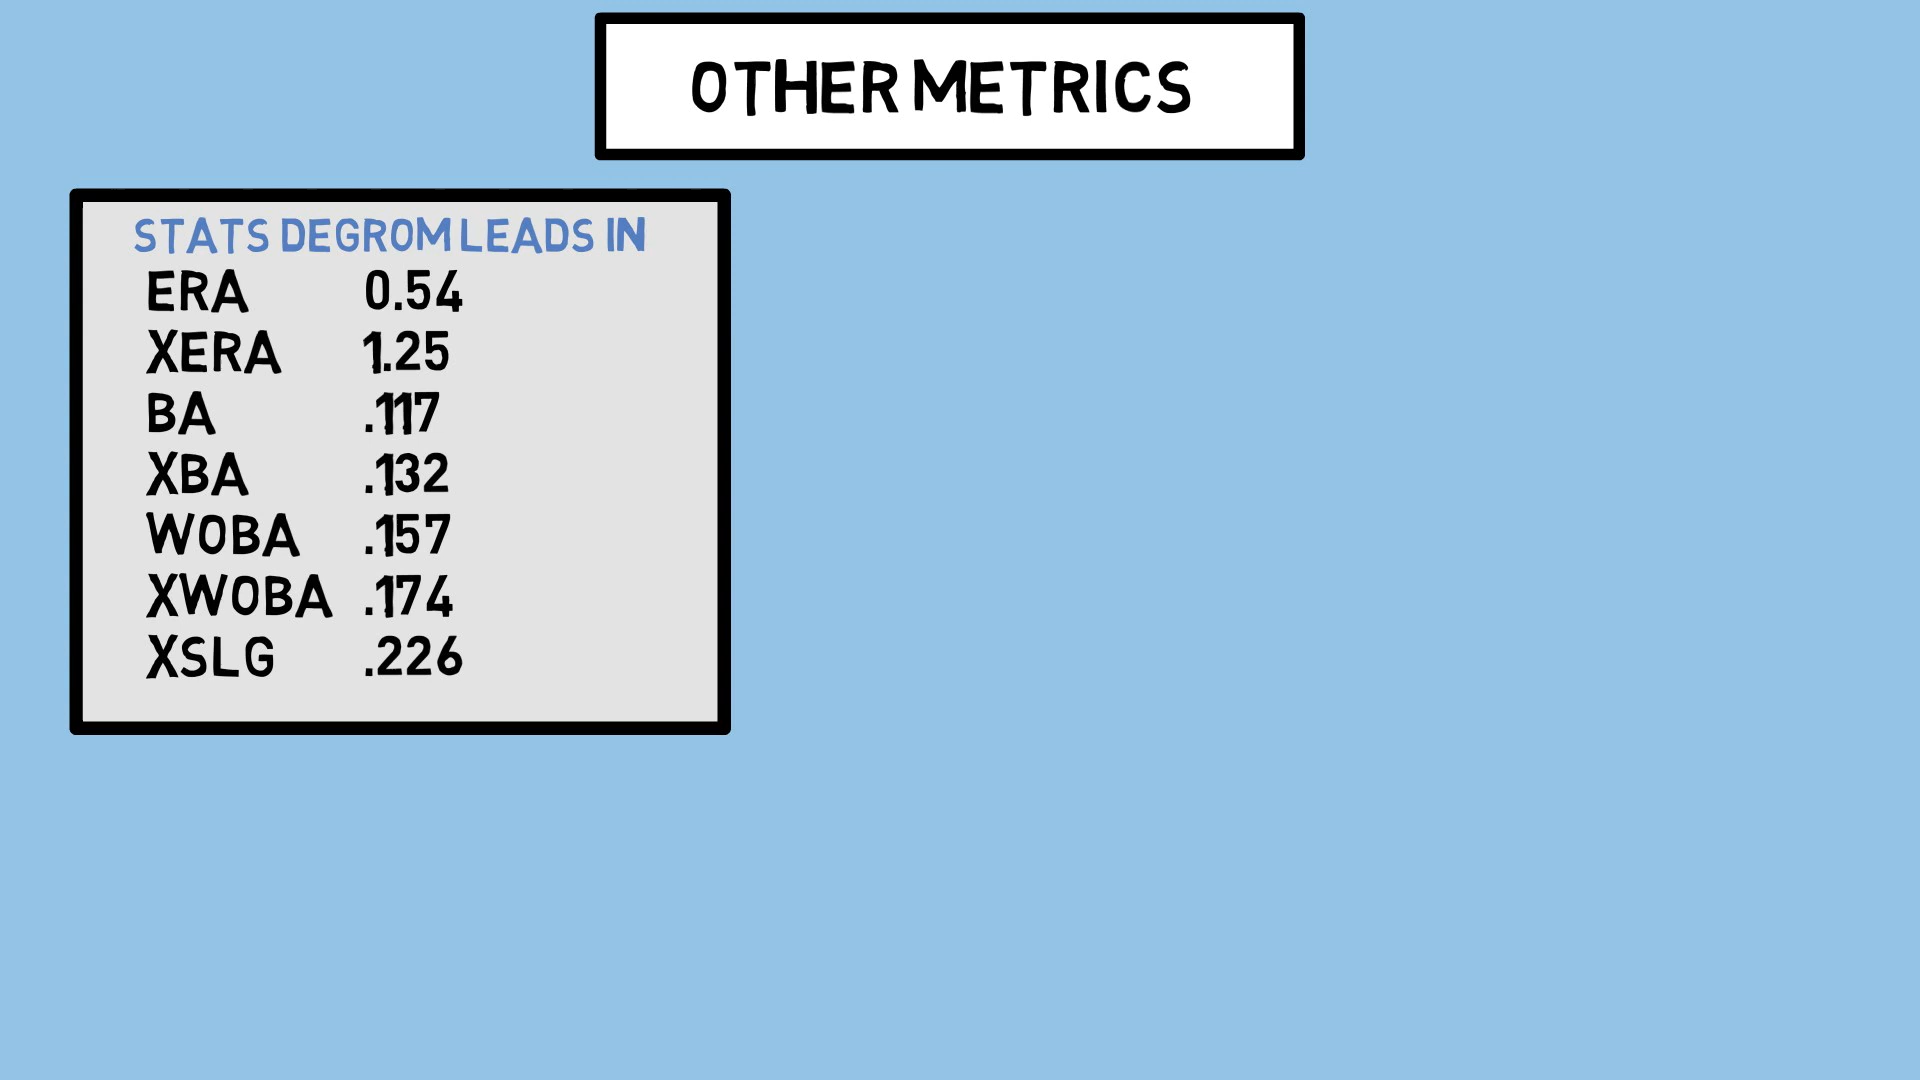 OTHER METRICS
STATS DEGROM LEADS IN
ERA 0.54
XERA 1.25
BA .117
XBA .132
WOBA .157
XWOBA .174
XSLG .226